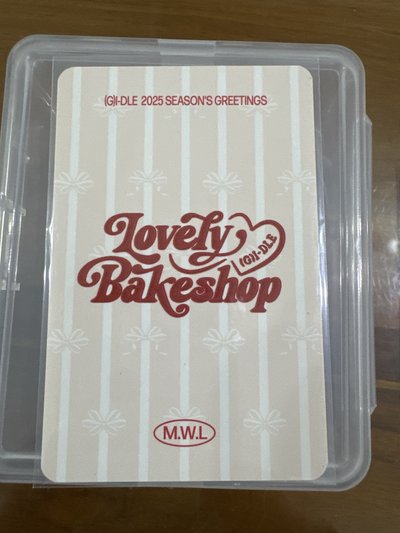 (G)I-DLE 2025 SEASON'S GREETINGS
Lovely
(G)I-DLE
Bakeshop
M.W.L